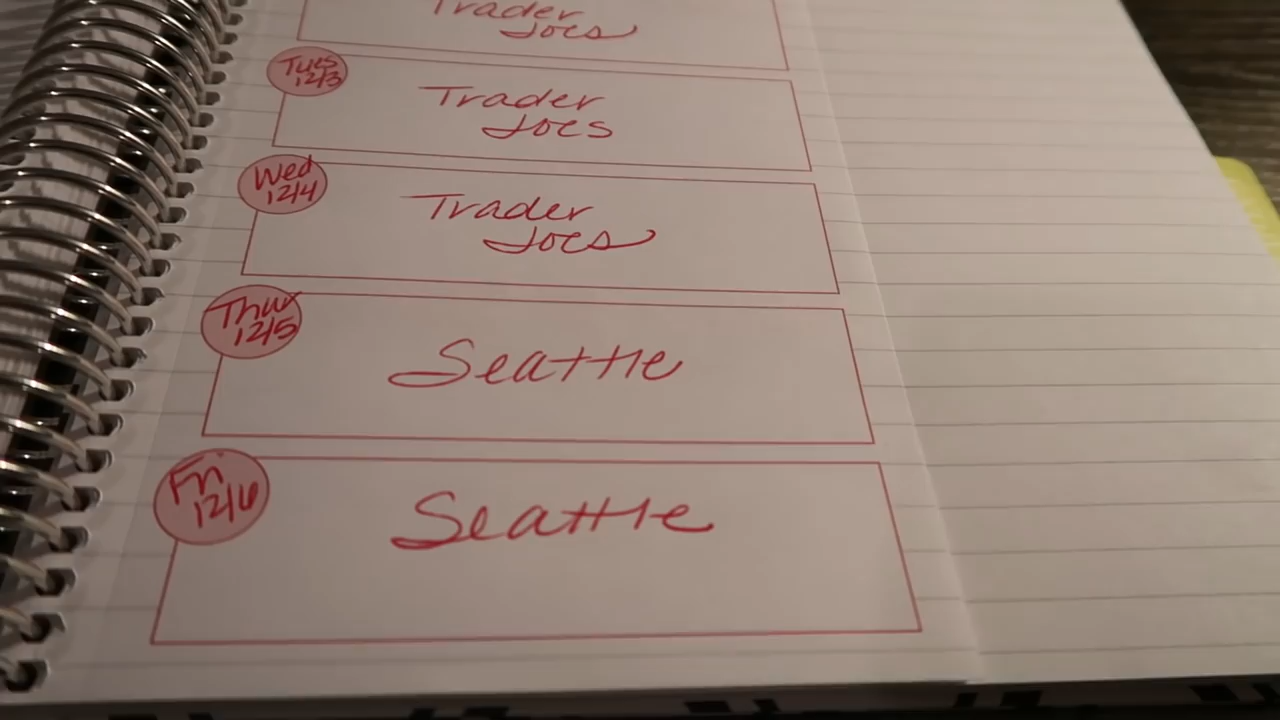 Trader
Joes
Tues
12/3
Trader
Joes
Wed
12/4
Trader
Joes
Thur
12/5
Seattle
Fri
12/6
Seattle